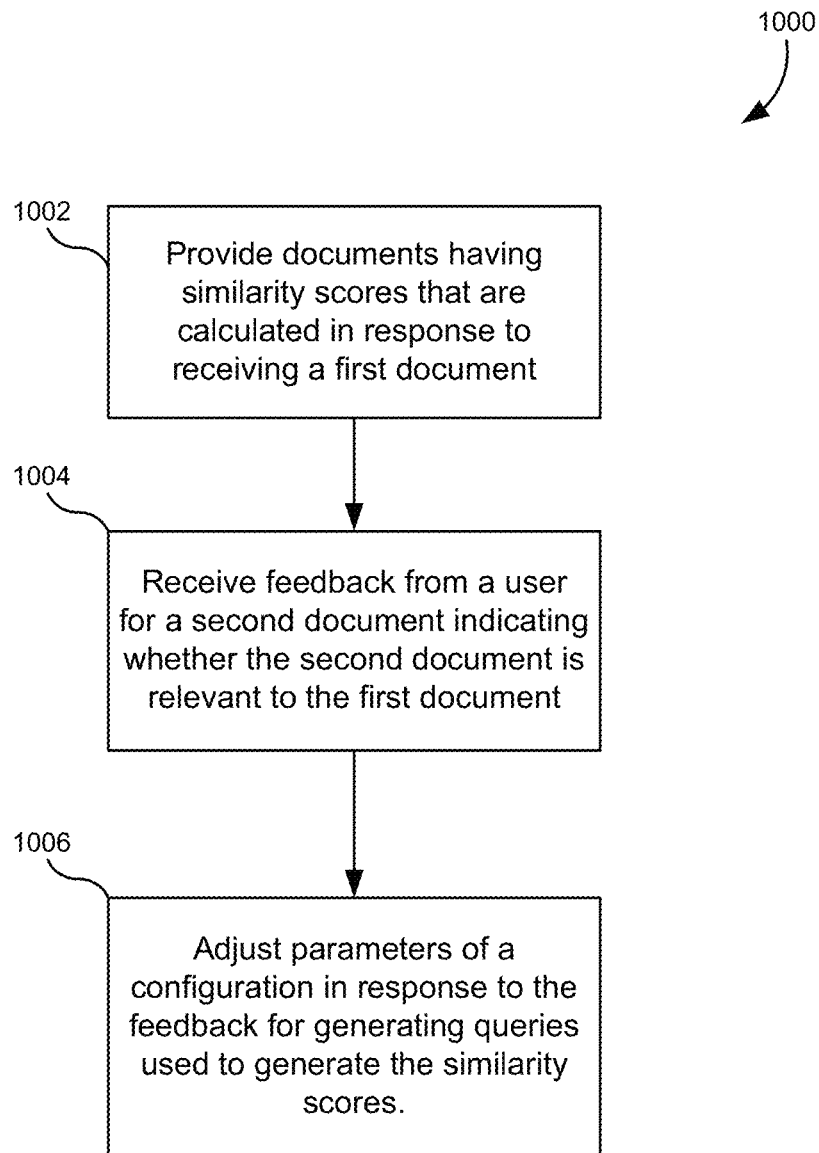 1000
1002
Provide documents having
similarity scores that are
calculated in response to
receiving a first document
1004
Receive feedback from a user
for a second document indicating
whether the second document is
relevant to the first document
1006
Adjust parameters of a
configuration in response to the
feedback for generating queries
used to generate the similarity
scores.